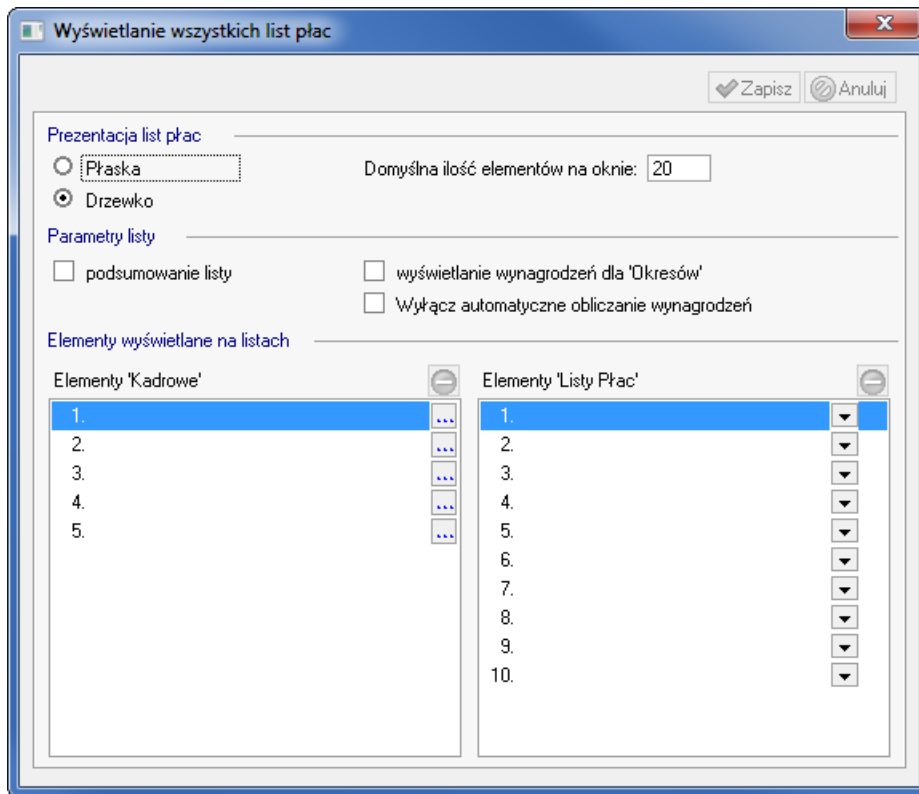 Wyświetlanie wszystkich list płac
Zapisz Anuluj
Prezentacja list płac
Płaska Domyślna ilość elementów na oknie: 20
Drzewko
Parametry listy
podsumowanie listy wyświetlanie wynagrodzeń dla 'Okresów'
Wyłącz automatyczne obliczanie wynagrodzeń
Elementy wyświetlane na listach
Elementy 'Kadrowe' Elementy 'Listy Płac'
1. ... 1.
2. ... 2.
3. ... 3.
4. ... 4.
5. ... 5.
6.
7.
8.
9.
10.